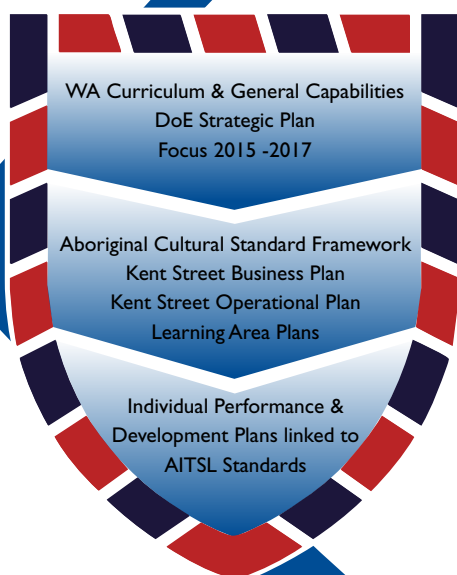 WA Curriculum & General Capabilities
DoE Strategic Plan
Focus 2015 -2017
Aboriginal Cultural Standard Framework
Kent Street Business Plan
Kent Street Operational Plan
Learning Area Plans
Individual Performance &
Development Plans linked to
AITSL Standards